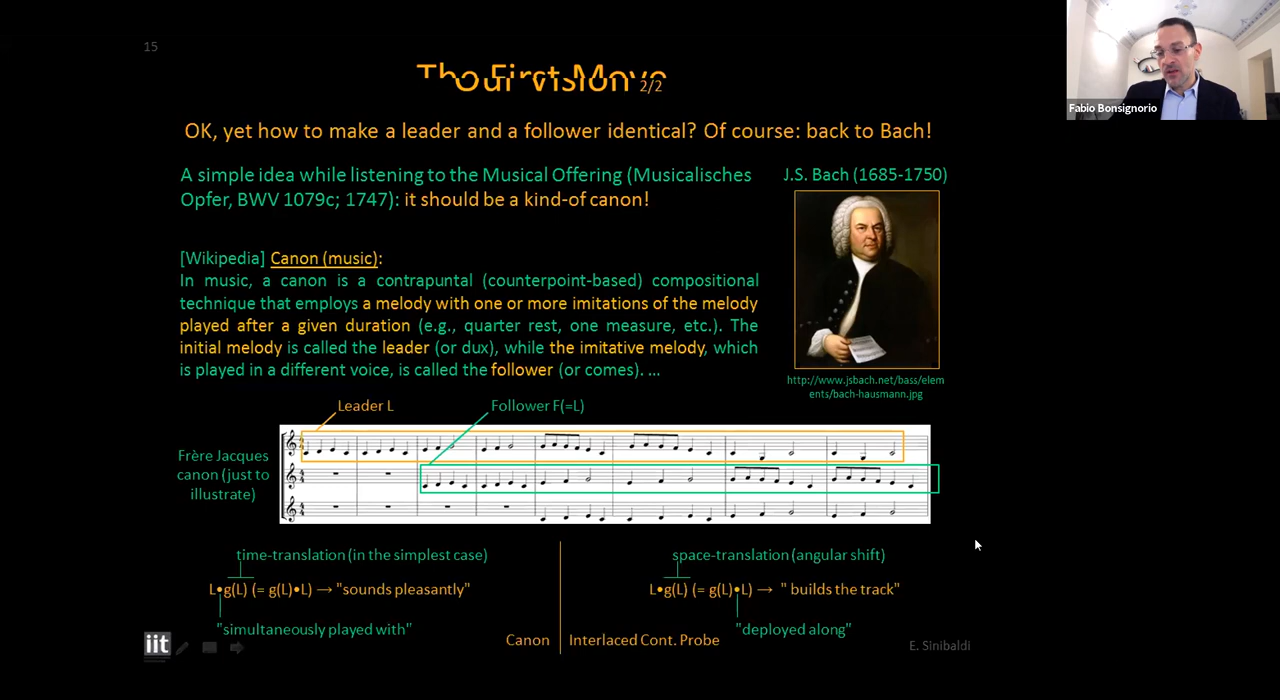 15
2/2
OK, yet how to make a leader and a follower identical? Of course: back to Bach!
A simple idea while listening to the Musical Offering (Musicalisches
Opfer, BWV 1079c; 1747): it should be a kind-of canon!
J.S. Bach (1685-1750)
[Wikipedia] Canon (music):
In music, a canon is a contrapuntal (counterpoint-based) compositional
technique that employs a melody with one or more imitations of the melody
played after a given duration (e.g., quarter rest, one measure, etc.). The
initial melody is called the leader (or dux), while the imitative melody, which
is played in a different voice, is called the follower (or comes). ...
http://www.jsbach.net/bass/elem
ents/bach-hausmann.jpg
Leader L
Follower F(=L)
Frère Jacques
canon (just to
illustrate)
time-translation (in the simplest case)
L•g(L) (= g(L)•L) → "sounds pleasantly"
"simultaneously played with"
Canon
space-translation (angular shift)
L•g(L) (= g(L)•L) → " builds the track"
"deployed along"
Interlaced Cont. Probe
iit
E. Sinibaldi
Fabio Bonsignorio